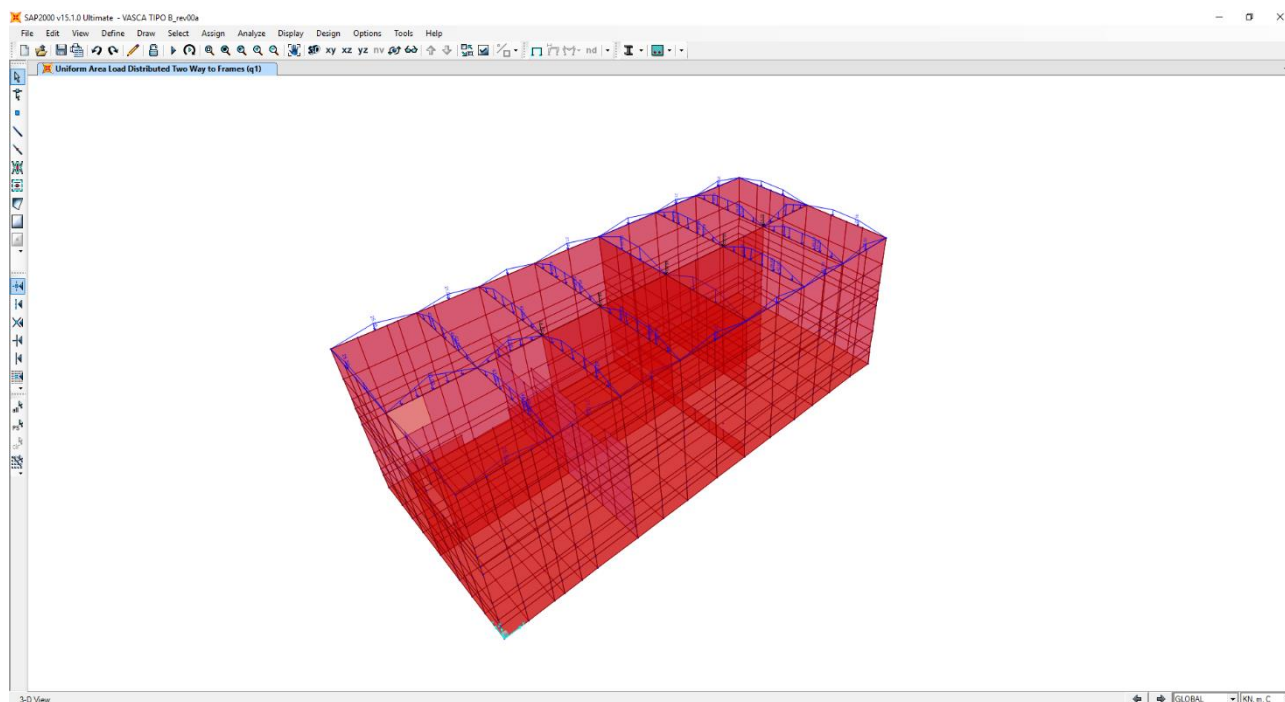 SAP2000 v15.1.0 Ultimate - VASCA TIPO B_rev00a
File Edit View Define Draw Select Assign Analyze Display Design Options Tools Help
xy xz yz nv nd
Uniform Area Load Distributed Two Way to Frames (q1)
3-D View
GLOBAL
KN, m, C